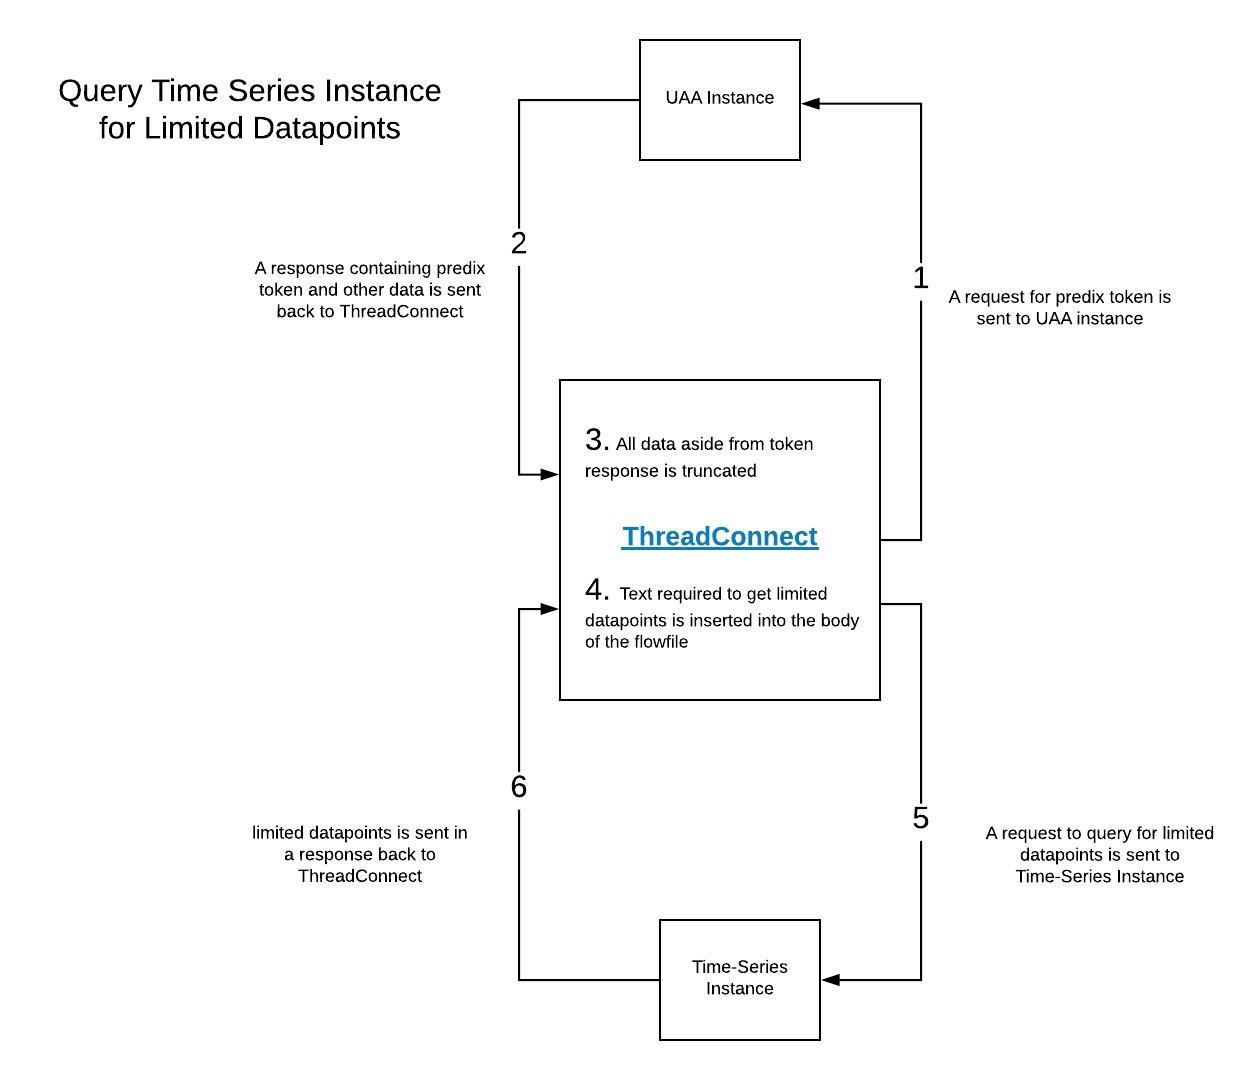 Query Time Series Instance
for Limited Datapoints
UAA Instance
2
A response containing predix
token and other data is sent
back to ThreadConnect
1
A request for predix token is
sent to UAA instance
3. All data aside from token
response is truncated
ThreadConnect
4. Text required to get limited
datapoints is inserted into the body
of the flowfile
6
limited datapoints is sent in
a response back to
ThreadConnect
5
A request to query for limited
datapoints is sent to
Time-Series Instance
Time-Series
Instance